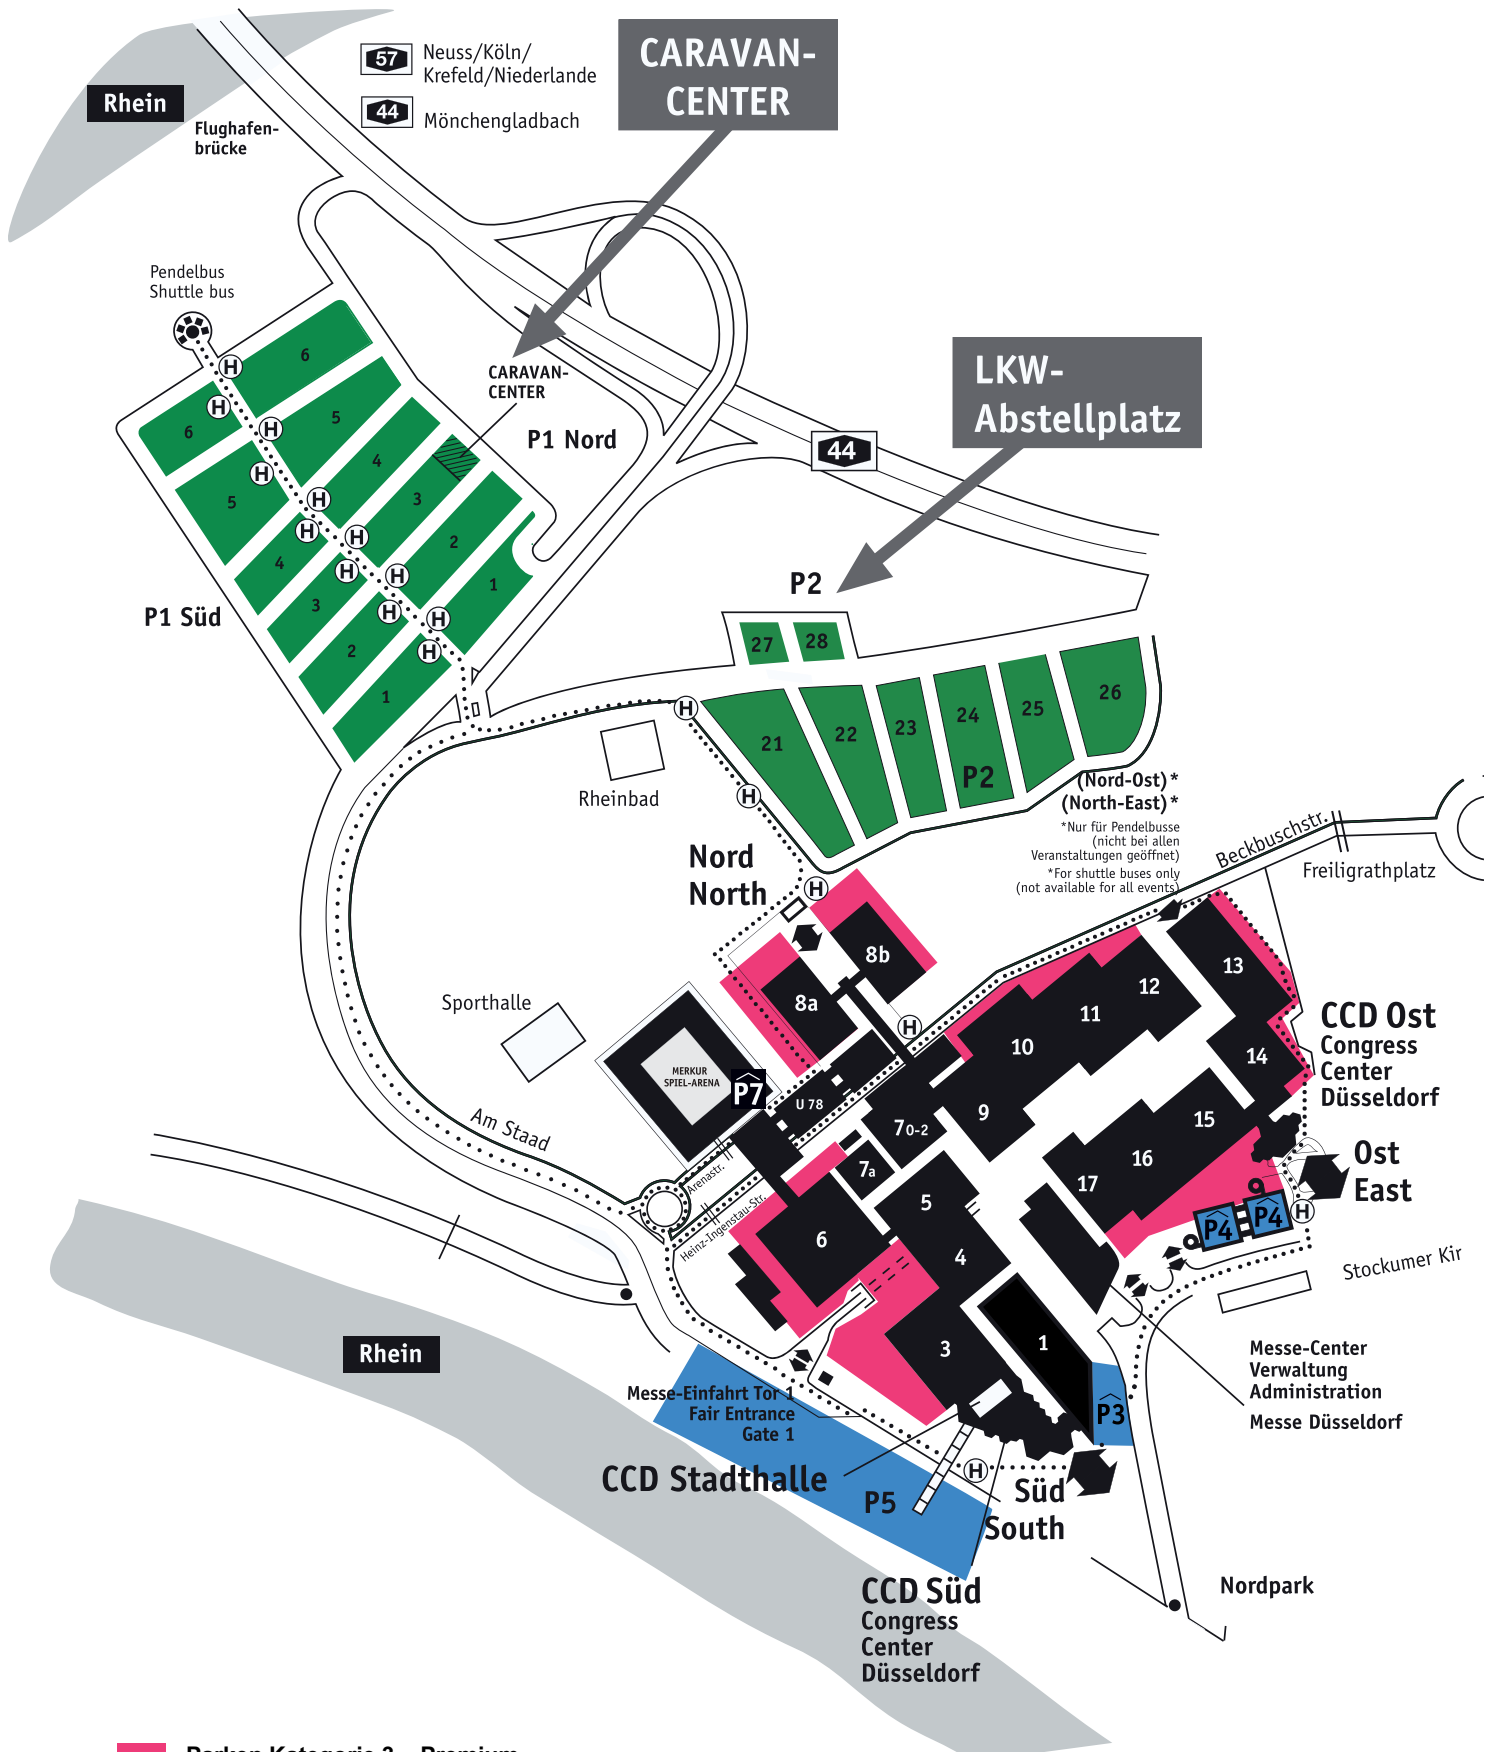 57
Neuss/Köln/
Krefeld/Niederlande
44
Mönchengladbach
CARAVAN-
CENTER
Rhein
Flughafen-
brücke
Pendelbus
Shuttle bus
CARAVAN-
CENTER
P1 Nord
LKW-
Abstellplatz
44
6
6
5
5
4
4
3
3
2
2
1
1
H
H
H
H
H
H
H
H
H
H
H
H
P1 Süd
P2
27
28
21
22
23
24
25
26
P2
H
H
H
Rheinbad
(Nord-Ost)*
(North-East)*
*Nur für Pendelbusse
(nicht bei allen
Veranstaltungen geöffnet)
*For shuttle buses only
(not available for all events)
Beckbuschstr.
Freiligrathplatz
Nord
North
8b
8a
H
Sporthalle
MERKUR
SPIEL-ARENA
P7
U 78
13
12
11
10
9
14
15
16
17
70-2
7a
6
5
4
3
1
CCD Ost
Congress
Center
Düsseldorf
Ost
East
P4
P4
H
Am Staad
Arenastr.
Heinz-Ingenstau-Str.
Stockumer Kir
Rhein
Messe-Center
Verwaltung
Administration
Messe Düsseldorf
P3
Messe-Einfahrt Tor 1
Fair Entrance
Gate 1
CCD Stadthalle
P5
H
Süd
South
CCD Süd
Congress
Center
Düsseldorf
Nordpark